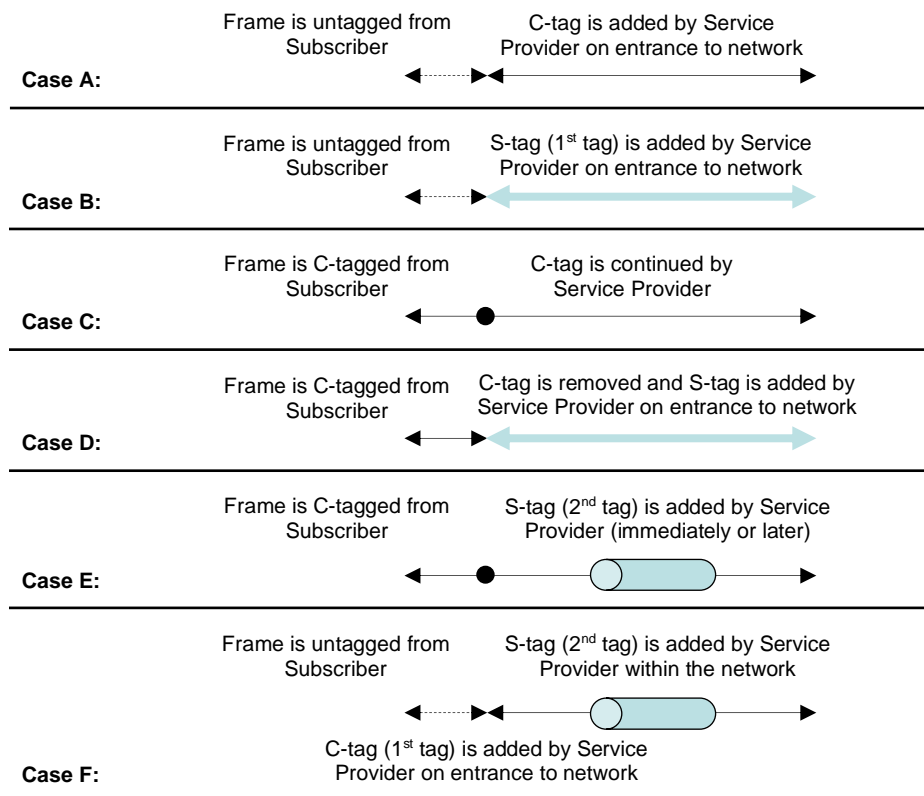 Frame is untagged from
Subscriber
C-tag is added by Service
Provider on entrance to network
Case A:
Frame is untagged from
Subscriber
S-tag (1st tag) is added by Service
Provider on entrance to network
Case B:
Frame is C-tagged from
Subscriber
C-tag is continued by
Service Provider
Case C:
Frame is C-tagged from
Subscriber
C-tag is removed and S-tag is added by
Service Provider on entrance to network
Case D:
Frame is C-tagged from
Subscriber
S-tag (2nd tag) is added by Service
Provider (immediately or later)
Case E:
Frame is untagged from
Subscriber
S-tag (2nd tag) is added by Service
Provider within the network
C-tag (1st tag) is added by Service
Provider on entrance to network
Case F: